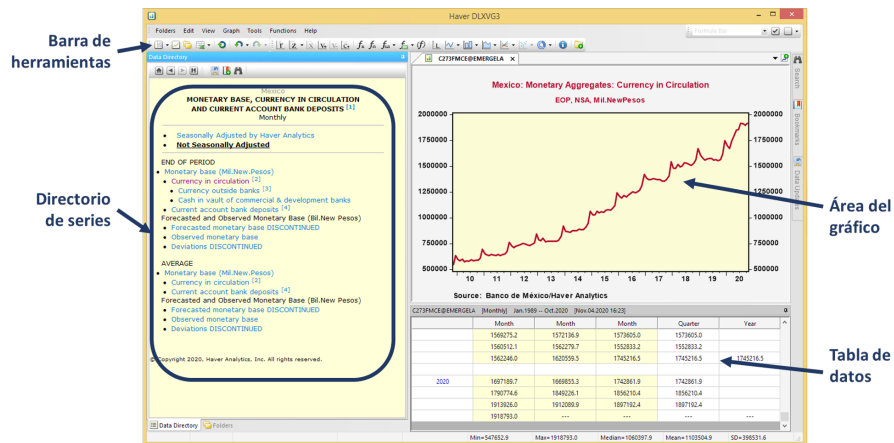 Haver DLXVG3
Folders Edit View Graph Tools Functions Help
Formula Bar
Barra de
herramientas
Data Directory
C273FMCE@EMERGELA
Mexico
MONETARY BASE, CURRENCY IN CIRCULATION
AND CURRENT ACCOUNT BANK DEPOSITS [1]
Monthly
Seasonally Adjusted by Haver Analytics
Not Seasonally Adjusted
END OF PERIOD
Monetary base (Mil.New.Pesos)
Currency in circulation [2]
Currency outside banks [3]
Cash in vault of commercial & development banks
Current account bank deposits [4]
Forecasted and Observed Monetary Base (Bil.New Pesos)
Forecasted monetary base DISCONTINUED
Observed monetary base
Deviations DISCONTINUED
AVERAGE
Monetary base (Mil.New.Pesos)
Currency in circulation [2]
Current account bank deposits [4]
Forecasted and Observed Monetary Base (Bil.New Pesos)
Forecasted monetary base DISCONTINUED
Observed monetary base
Deviations DISCONTINUED
© Copyright 2020, Haver Analytics. Inc. All rights reserved.
Data Directory Folders
Directorio
de series
Mexico: Monetary Aggregates: Currency in Circulation
EOP, NSA, Mil.NewPesos
2000000 2000000
1750000 1750000
1500000 1500000
1250000 1250000
1000000 1000000
750000 750000
500000 500000
10 11 12 13 14 15 16 17 18 19 20
Source: Banco de México/Haver Analytics
Search
Bookmarks
Data Updates
Área del
gráfico
C273FMCE@EMERGELA [Monthly] Jan.1989 -- Oct.2020 [Nov.04.2020 16:23]
Month Month Month Quarter Year
1569275.2 1572136.9 1573605.0 1573605.0
1560512.1 1562279.7 1552833.2 1552833.2
1562246.0 1620559.5 1745216.5 1745216.5 1745216.5
2020 1697189.7 1669855.3 1742861.9 1742861.9
1790774.6 1849226.1 1856210.4 1856210.4
1913926.0 1912089.9 1897192.4 1897192.4
1918793.0 --- --- ---
Tabla de
datos
Min=547652.9 Max=1918793.0 Median=1060397.9 Mean=1103504.9 SD=398531.6